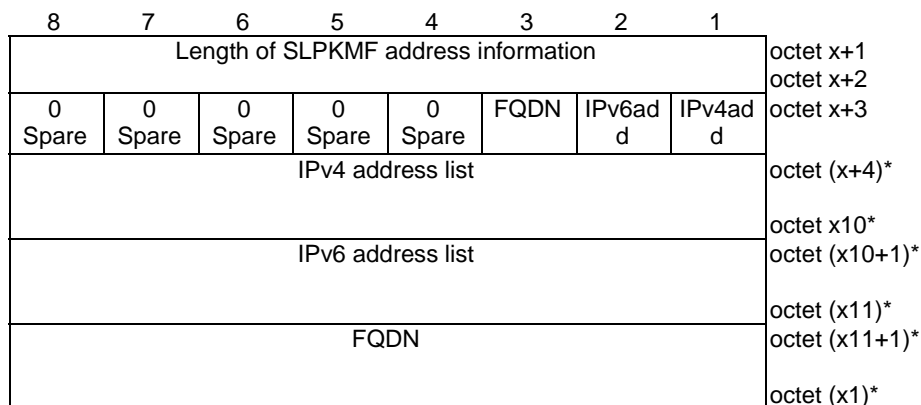 8 7 6 5 4 3 2 1
Length of SLPKMF address information octet x+1
octet x+2
0 0 0 0 0 FQDN IPv6ad IPv4ad octet x+3
Spare Spare Spare Spare Spare d d
IPv4 address list octet (x+4)*
octet x10*
IPv6 address list octet (x10+1)*
octet (x11)*
FQDN octet (x11+1)*
octet (x1)*